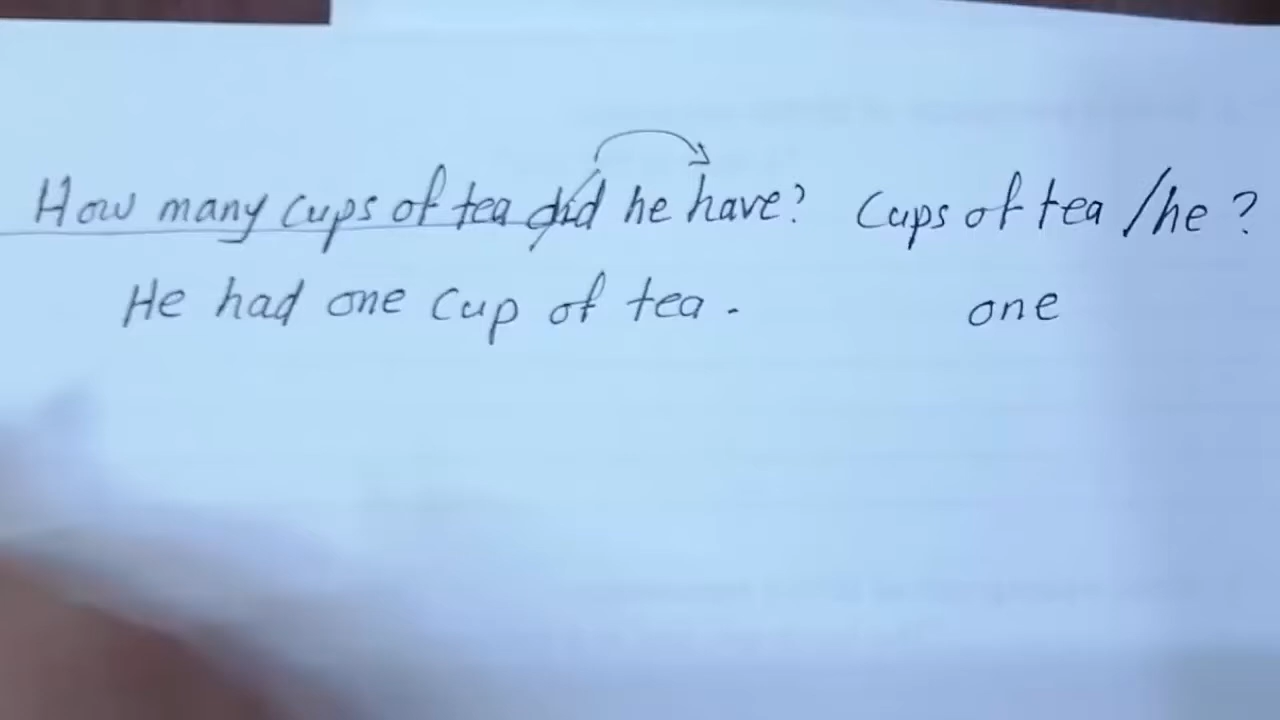 How many cups of tea did he have? Cups of tea /he ?
He had one cup of tea. one